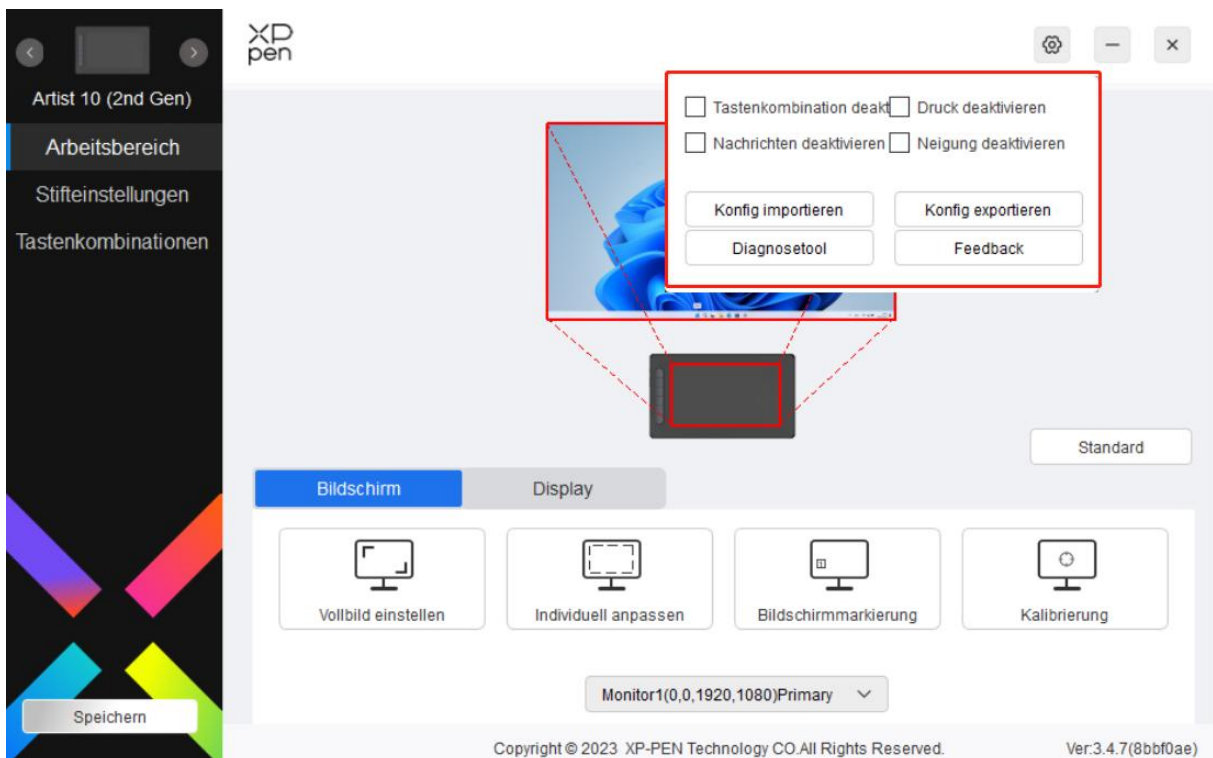 XP
pen
Artist 10 (2nd Gen)
Arbeitsbereich
Stifteinstellungen
Tastenkombinationen
Speichern
Tastenkombination deakt
Druck deaktivieren
Nachrichten deaktivieren
Neigung deaktivieren
Konfig importieren
Konfig exportieren
Diagnosetool
Feedback
Standard
Bildschirm
Display
Vollbild einstellen
Individuell anpassen
Bildschirmmarkierung
Kalibrierung
Monitor1(0,0,1920,1080)Primary
Copyright © 2023 XP-PEN Technology CO.All Rights Reserved.
Ver:3.4.7(8bbf0ae)